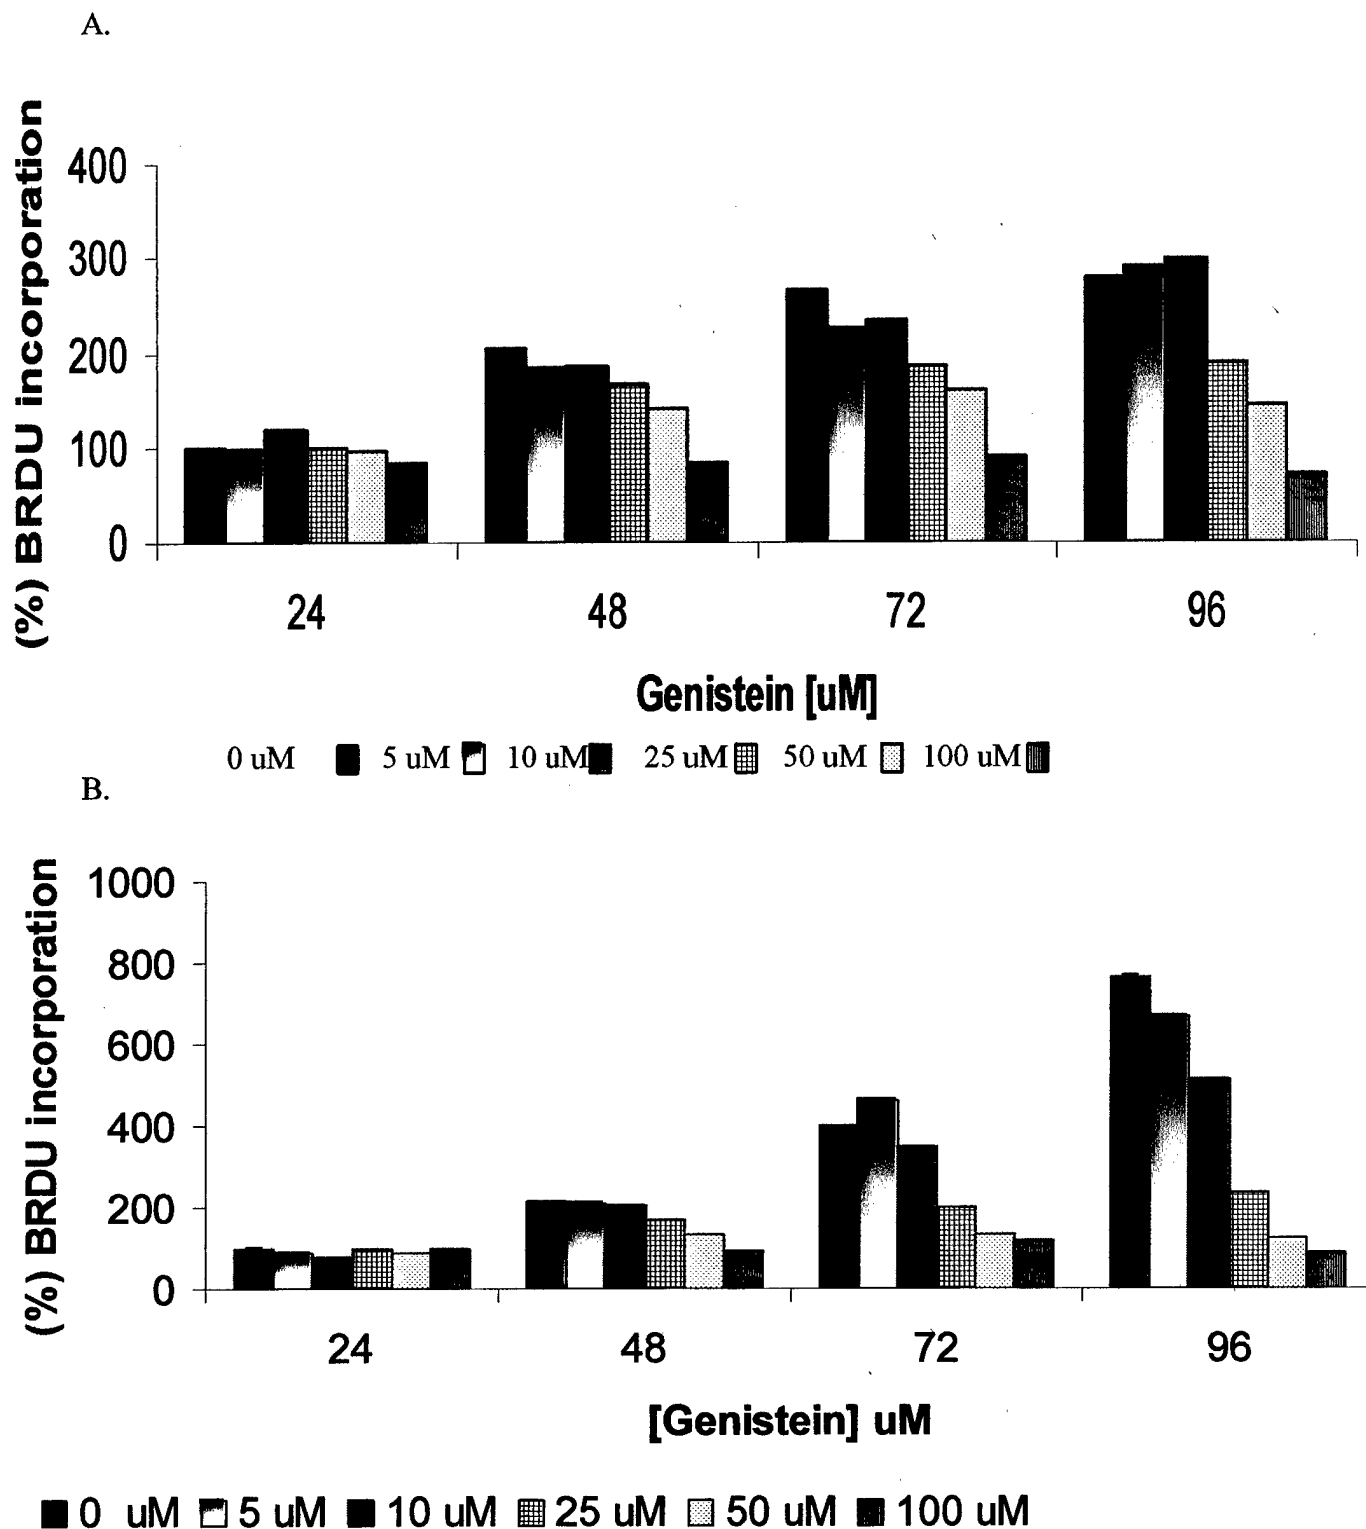 A.
(%) BRDU incorporation
400
300
200
100
0
24 48 72 96
Genistein [uM]
0 uM 5 uM 10 uM 25 uM 50 uM 100 uM
B.
(%) BRDU incorporation
1000
800
600
400
200
0
24 48 72 96
[Genistein] uM
0 uM 5 uM 10 uM 25 uM 50 uM 100 uM